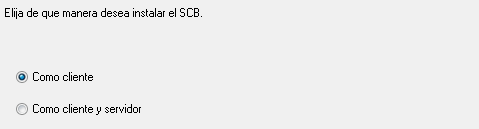 Elija de que manera desea instalar el SCB.
Como cliente
Como cliente y servidor